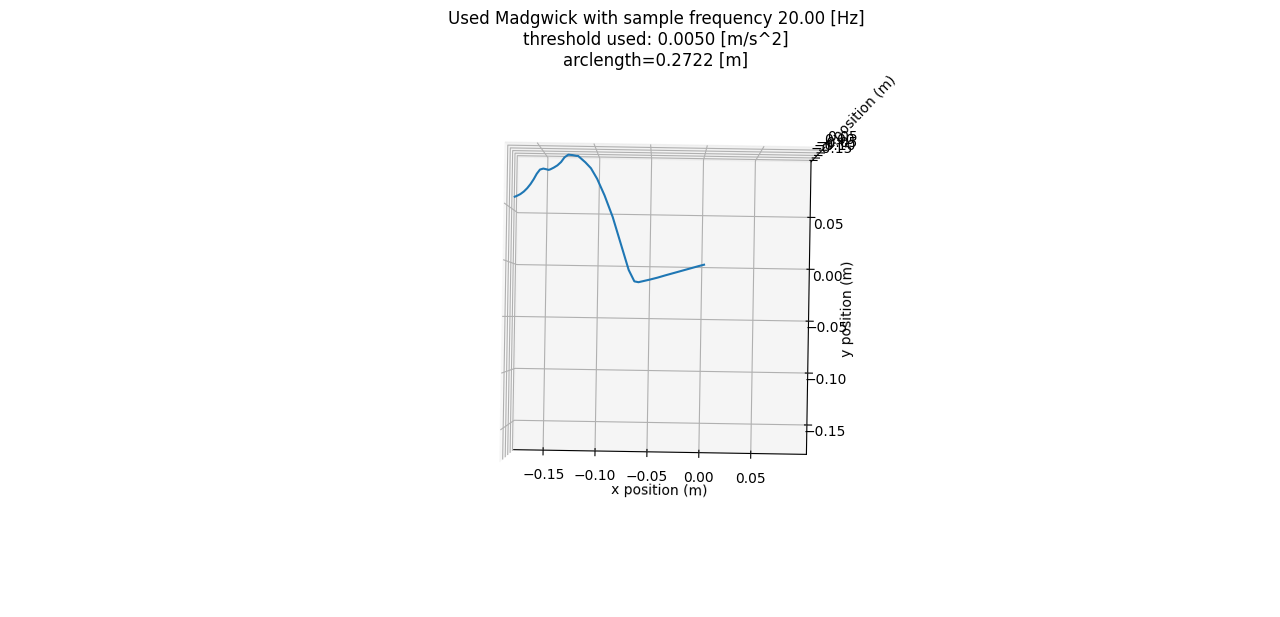 Used Madgwick with sample frequency 20.00 [Hz]
threshold used: 0.0050 [m/s^2]
arclength=0.2722 [m]
position (m)
0.05
0.00
−0.05
−0.10
−0.15
y position (m)
−0.15 −0.10 −0.05 0.00 0.05
x position (m)